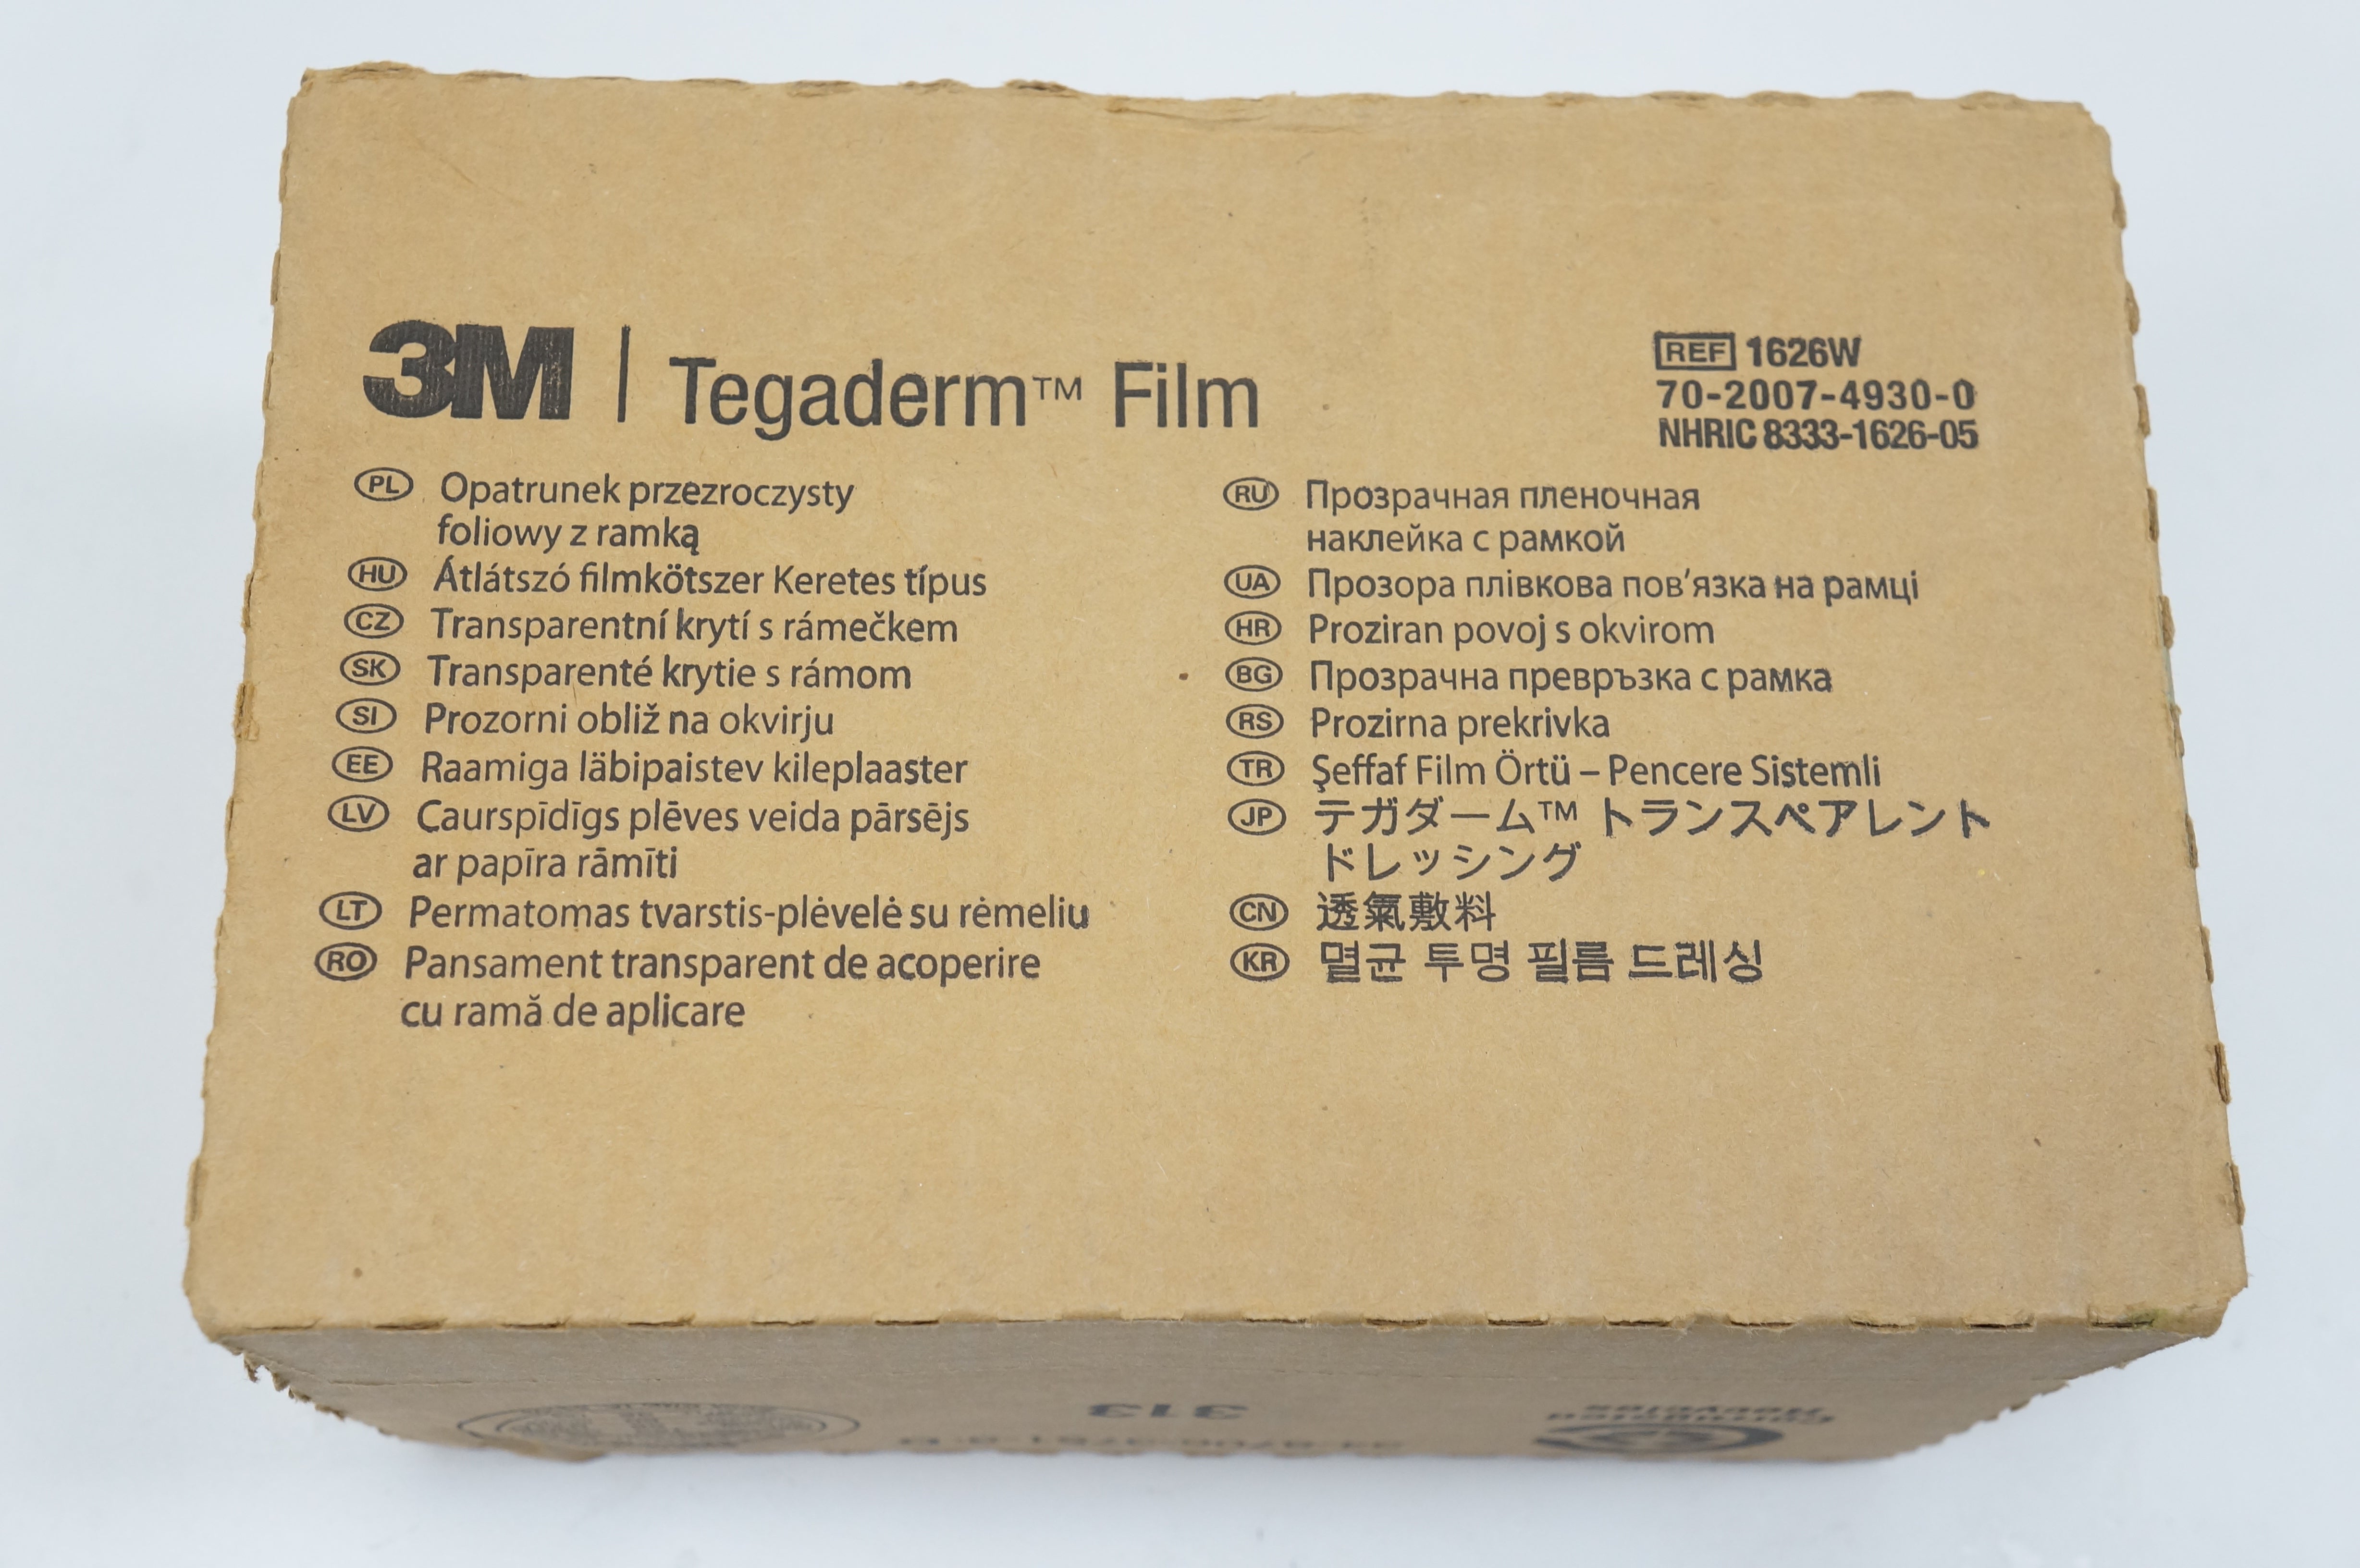 3M | Tegaderm™ Film
REF 1626W
70-2007-4930-0
NHRIC 8333-1626-05
PL Opatrunek przezroczysty
foliowy z ramką
HU Átlátszó filmkötszer Keretes típus
CZ Transparentní krytí s rámečkem
SK Transparenté krytie s rámom
SI Prozorni obliž na okvirju
EE Raamiga läbipaistev kileplaaster
LV Caurspīdīgs plēves veida pārsējs
ar papīra rāmīti
LT Permatomas tvarstis-plėvelė su rėmeliu
RO Pansament transparent de acoperire
cu ramă de aplicare
RU Прозрачная пленочная
наклейка с рамкой
UA Прозора плівкова пов’язка на рамці
HR Proziran povoj s okvirom
BG Прозрачна превръзка с рамка
RS Prozirna prekrivka
TR Şeffaf Film Örtü – Pencere Sistemli
JP テガダーム™ トランスペアレント
ドレッシング
CN 透氣敷料
KR 멸균 투명 필름 드레싱
313
Corrugated
Recycles